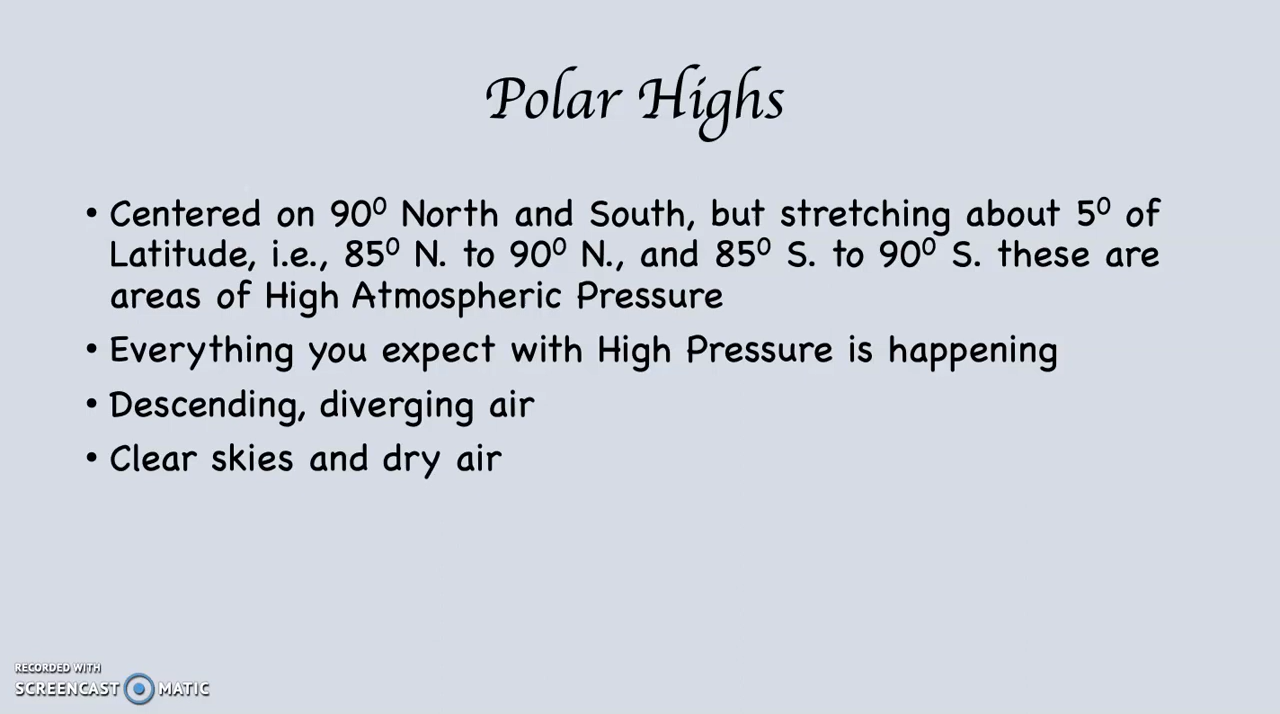 Polar Highs
• Centered on 90⁰ North and South, but stretching about 5⁰ of
Latitude, i.e., 85⁰ N. to 90⁰ N., and 85⁰ S. to 90⁰ S. these are
areas of High Atmospheric Pressure
• Everything you expect with High Pressure is happening
• Descending, diverging air
• Clear skies and dry air
RECORDED WITH
SCREENCAST MATIC